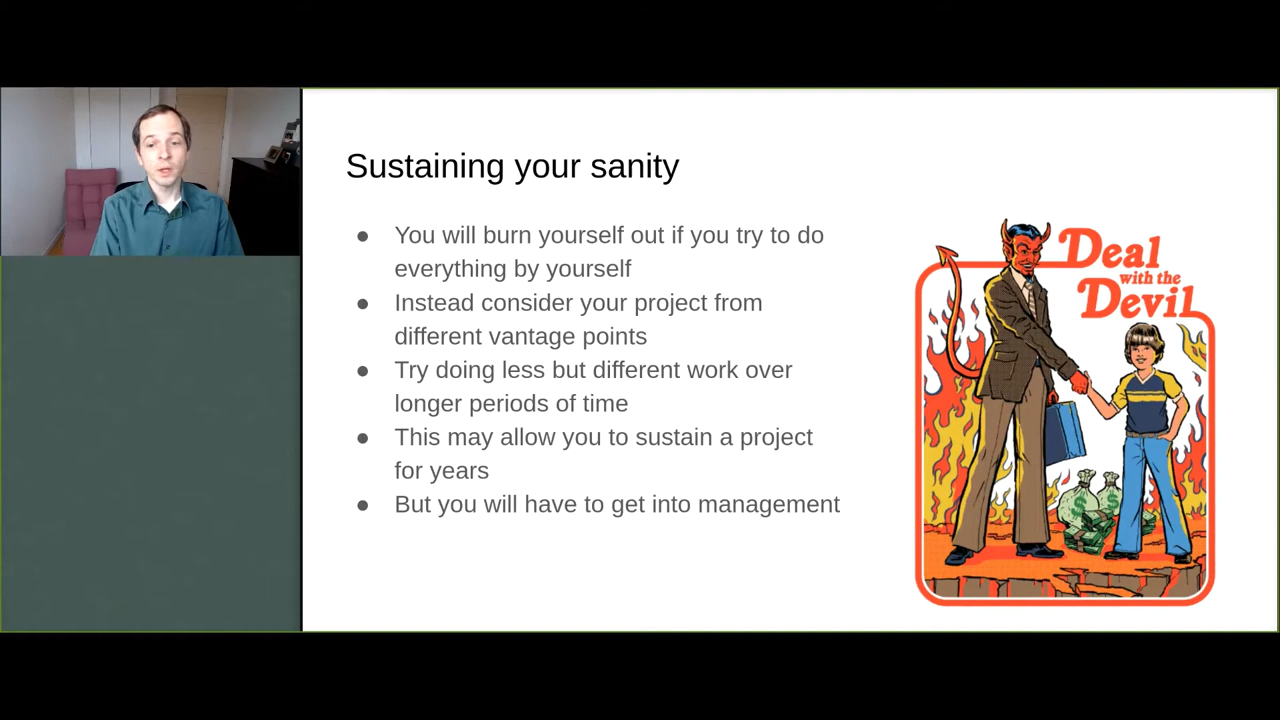 Sustaining your sanity
● You will burn yourself out if you try to do
everything by yourself
● Instead consider your project from
different vantage points
● Try doing less but different work over
longer periods of time
● This may allow you to sustain a project
for years
● But you will have to get into management
Deal
with the
Devil
$
$